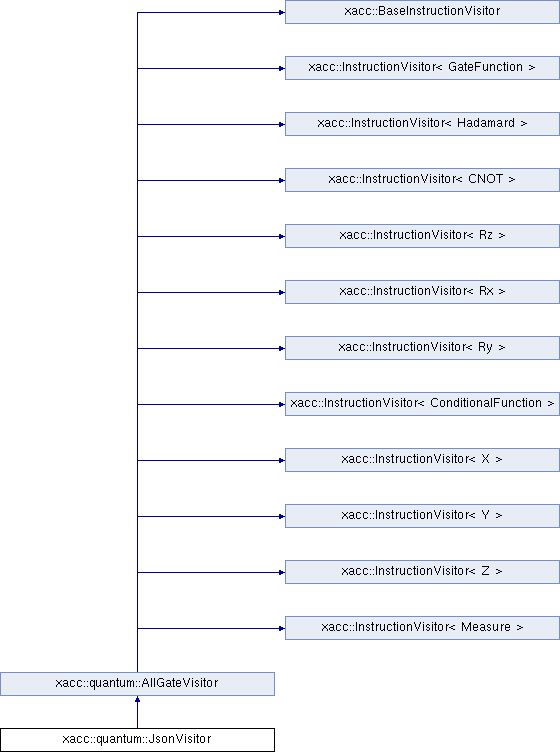 xacc::BaseInstructionVisitor
xacc::InstructionVisitor< GateFunction >
xacc::InstructionVisitor< Hadamard >
xacc::InstructionVisitor< CNOT >
xacc::InstructionVisitor< Rz >
xacc::InstructionVisitor< Rx >
xacc::InstructionVisitor< Ry >
xacc::InstructionVisitor< ConditionalFunction >
xacc::InstructionVisitor< X >
xacc::InstructionVisitor< Y >
xacc::InstructionVisitor< Z >
xacc::InstructionVisitor< Measure >
xacc::quantum::AllGateVisitor
xacc::quantum::JsonVisitor